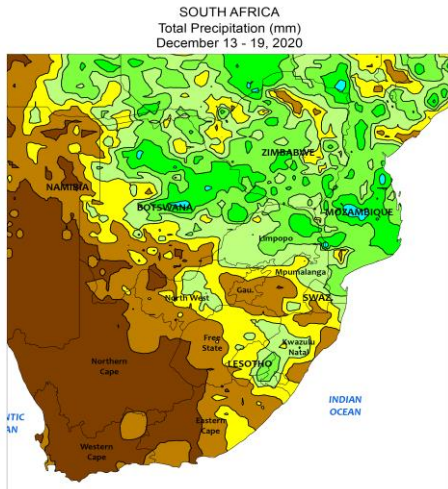 SOUTH AFRICA
Total Precipitation (mm)
December 13 - 19, 2020
ZIMBABWE
NAMIBIA
BOTSWANA
MOZAMBIQUE
Limpopo
Mpumalanga
North West
Gau.
SWAZ.
Free
State
Kwazulu
Natal
LESOTHO
Northern
Cape
INDIAN
OCEAN
NTIC
AN
Eastern
Cape
Western
Cape